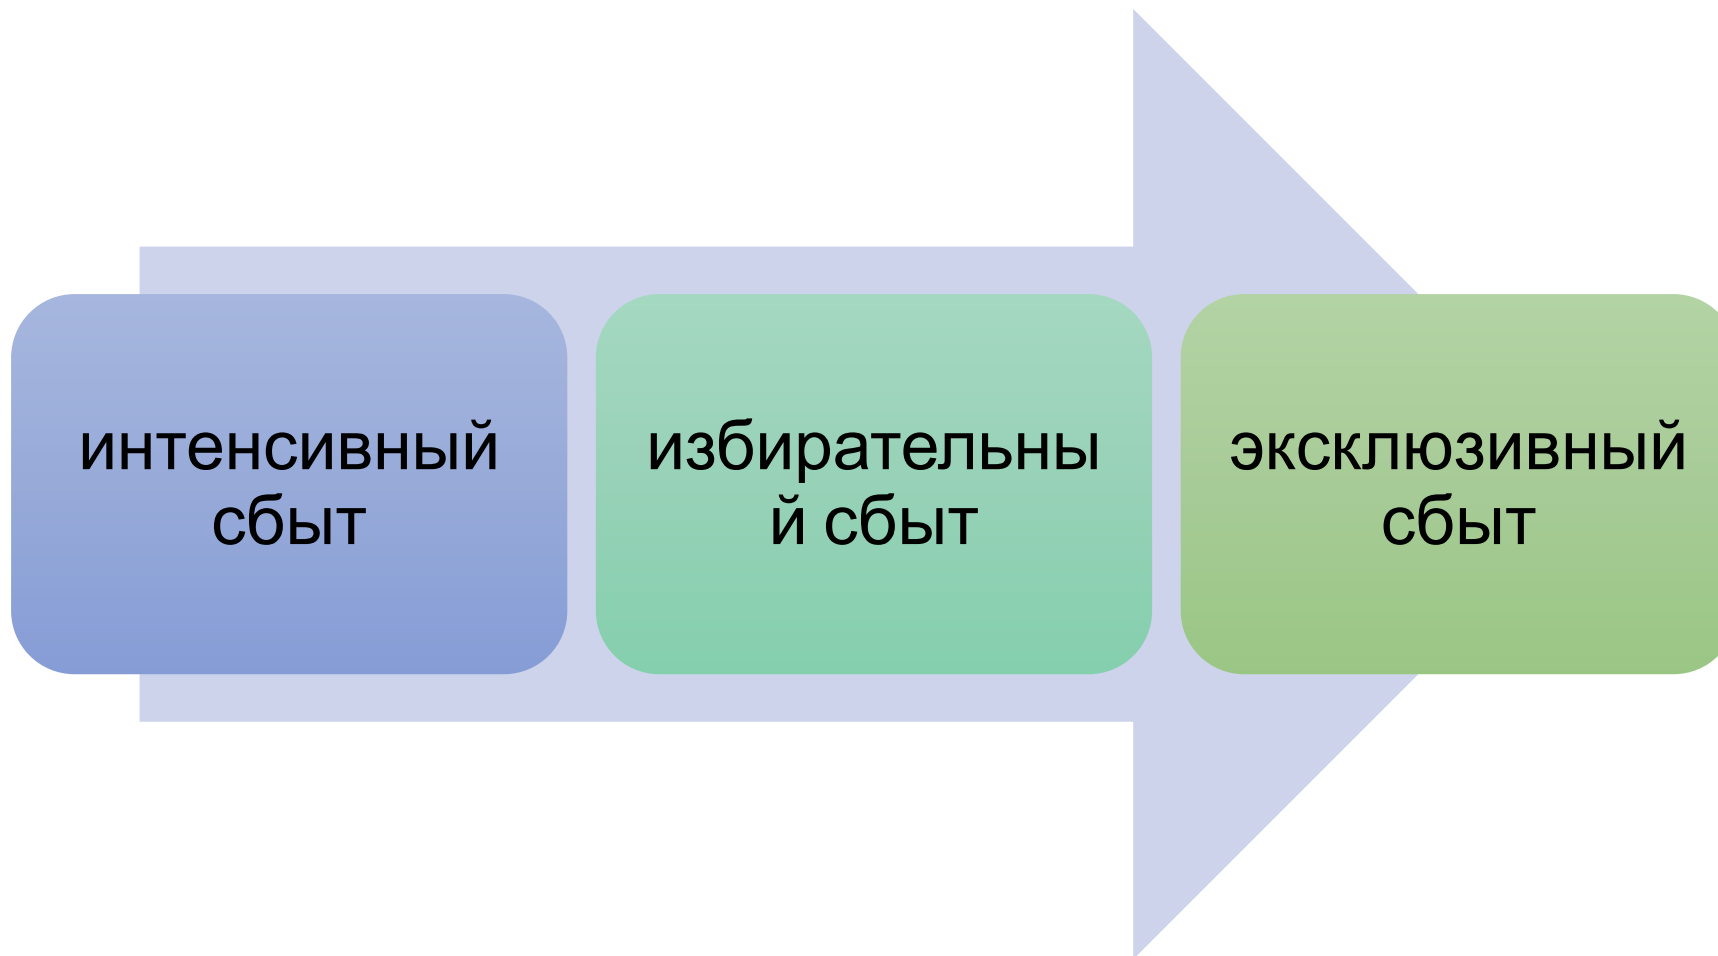 интенсивный
сбыт
избирательны
й сбыт
эксклюзивный
сбыт